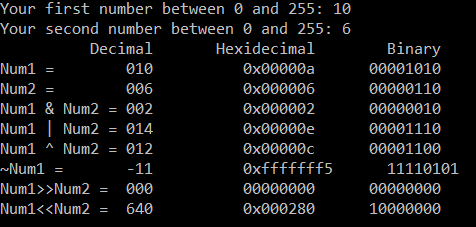 Your first number between 0 and 255: 10
Your second number between 0 and 255: 6
Decimal Hexidecimal Binary
Num1 = 010 0x00000a 00001010
Num2 = 006 0x000006 00000110
Num1 & Num2 = 002 0x000002 00000010
Num1 | Num2 = 014 0x00000e 00001110
Num1 ^ Num2 = 012 0x00000c 00001100
~Num1 = -11 0xfffffff5 11110101
Num1>>Num2 = 000 00000000 00000000
Num1<<Num2 = 640 0x000280 10000000